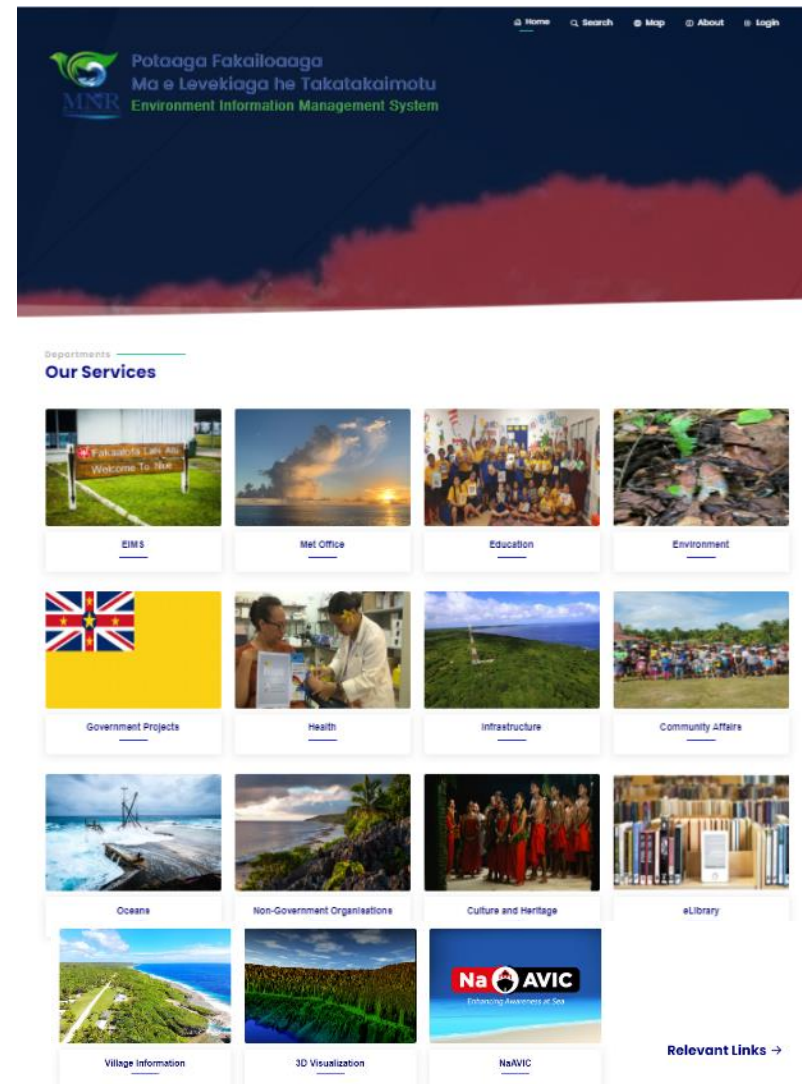 Home Search Map About Login
Potaaga Fakailoaaga
Ma e Levekiaga he Takatakaimotu
MNR Environment Information Management System
Departments
Our Services
Fakaalofa Lahi Atu
Welcome To Niue
EIMS Met Office Education Environment
Government Projects Health Infrastructure Community Affairs
Oceans Non-Government Organisations Culture and Heritage eLibrary
Na AVIC
Enhancing Awareness at Sea
Village Information 3D Visualization NaAVIC
Relevant Links →